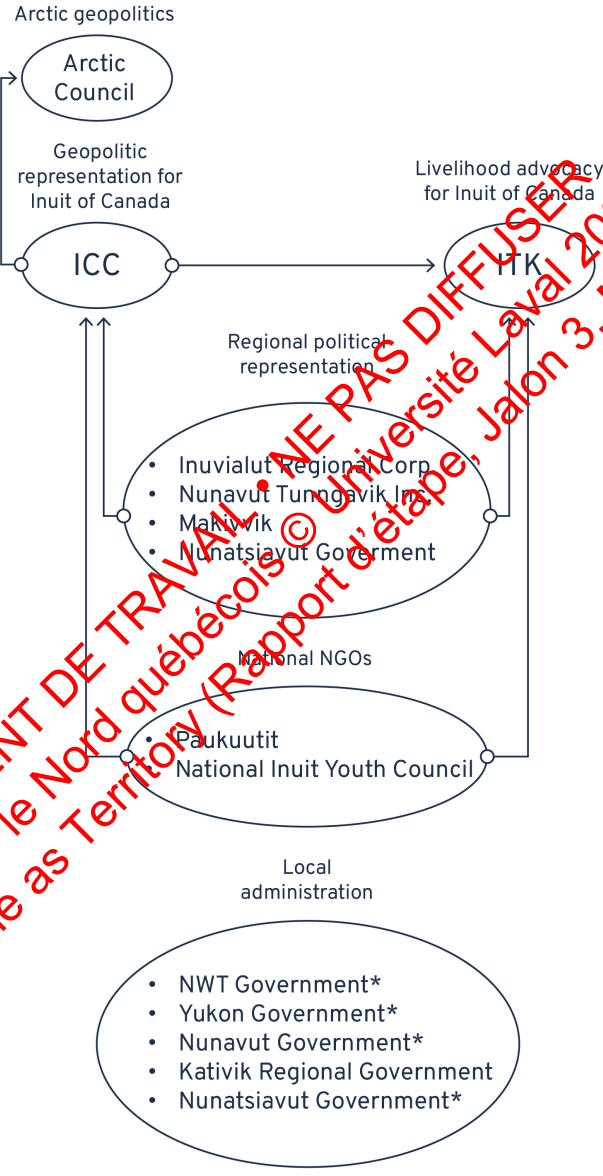 Arctic geopolitics
Arctic
Council
Geopolitic
representation for
Inuit of Canada
Livelihood advocacy
for Inuit of Canada
ICC
ITK
Regional political
representation
• Inuvialut Regional Corp.
• Nunavut Tunngavik Inc.
• Makivvik
• Nunatsiavut Goverment
National NGOs
• Paukuutit
• National Inuit Youth Council
Local
administration
• NWT Government*
• Yukon Government*
• Nunavut Government*
• Kativik Regional Government
• Nunatsiavut Government*
DE TRAVAIL • NE PAS DIFFUSER
le Nord québécois © Université Laval
as Territory (Rapport d'étape, Jalon 3,